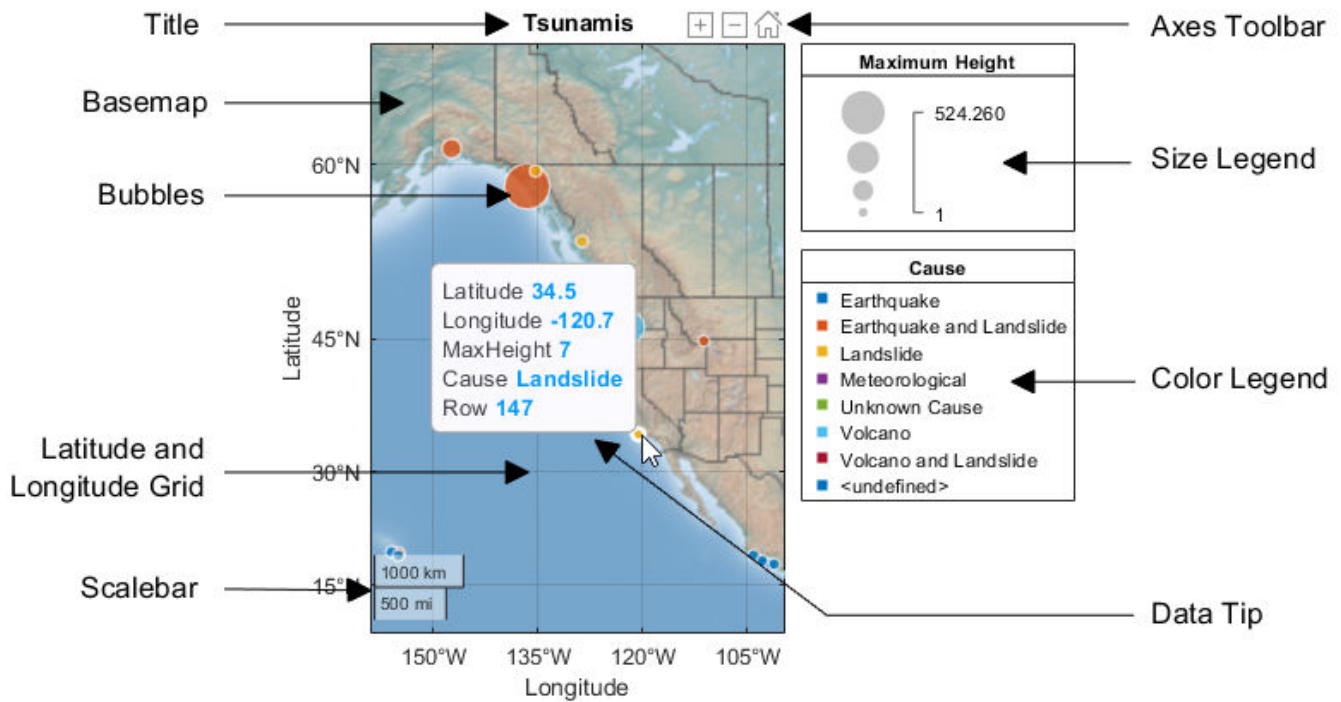 Title
Tsunamis
Axes Toolbar
Maximum Height
Basemap
524.260
60°N
Size Legend
Bubbles
1
Cause
Latitude 34.5
Earthquake
Longitude -120.7
Earthquake and Landslide
Latitude
45°N
MaxHeight 7
Landslide
Cause Landslide
Meteorological
Color Legend
Row 147
Unknown Cause
Volcano
Latitude and
Longitude Grid
30°N
Volcano and Landslide
<undefined>
1000 km
Scalebar
15°N
500 mi
Data Tip
150°W 135°W 120°W 105°W
Longitude